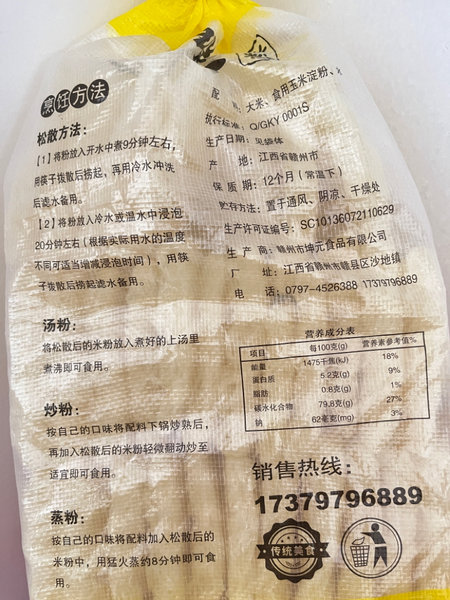 烹饪方法
松散方法：
【1】将粉放入开水中煮9分钟左右，
用筷子拨散后捞起，再用冷水冲洗
后滤水备用。
【2】将粉放入冷水或温水中浸泡
20分钟左右（根据实际用水的温度
不同可适当增减浸泡时间），用筷
子拨散后捞起滤水备用。
汤粉：
将松散后的米粉放入煮好的上汤里
煮沸即可食用。
炒粉：
按自己的口味将配料下锅炒熟后，
再加入松散后的米粉轻微翻动炒至
适宜即可食用。
蒸粉：
按自己的口味将配料加入松散后的
米粉中，用猛火蒸约8分钟即可食
用。
配 料：大米、食用玉米淀粉、
执行标准：Q/GKY 0001S
生产日期：见袋体
产 地：江西省赣州市
保 质 期：12个月（常温下）
贮存方法：置于通风、阴凉、干燥处
生产许可证编号：SC10136072110629
生 产 商：赣州市坤元食品有限公司
厂 址：江西省赣州市赣县区沙地镇
电 话：0797-4526388 17379796889
营养成分表
项目 每100克(g) 营养素参考值%
能量 1475千焦(kJ) 18%
蛋白质 5.2克(g) 9%
脂肪 0.8克(g) 1%
碳水化合物 79.8克(g) 27%
钠 62毫克(mg) 3%
销售热线：
17379796889
传统美食